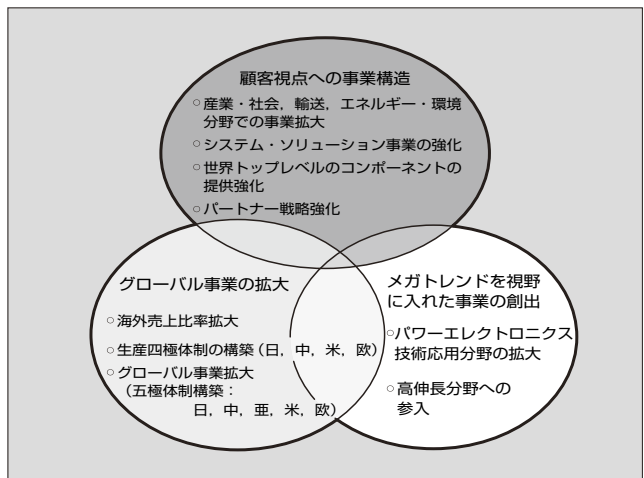 顧客視点への事業構造
○産業・社会，輸送，エネルギー・環境
分野での事業拡大
○システム・ソリューション事業の強化
○世界トップレベルのコンポーネントの
提供強化
○パートナー戦略強化
グローバル事業の拡大
○海外売上比率拡大
○生産四極体制の構築（日，中，米，欧）
○グローバル事業拡大
（五極体制構築：
日，中，亜，米，欧）
メガトレンドを視野
に入れた事業の創出
○パワーエレクトロニクス
技術応用分野の拡大
○高伸長分野への
参入